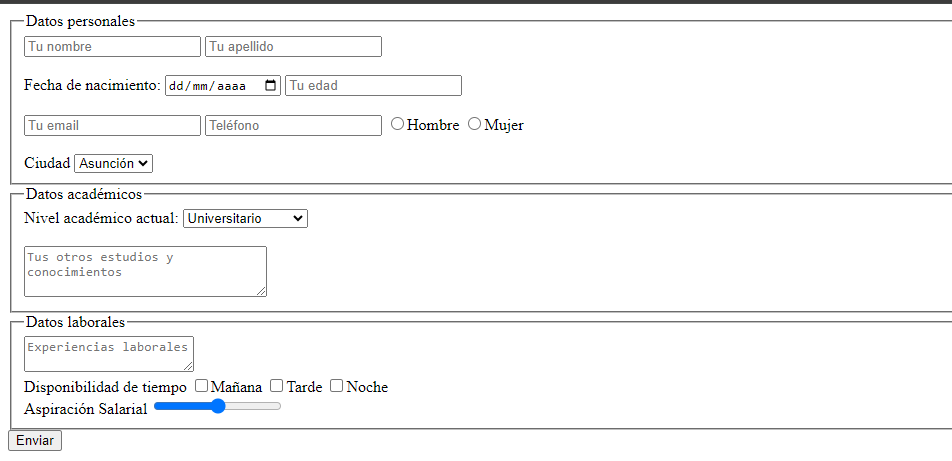 Datos personales
Tu nombre Tu apellido
Fecha de nacimiento: dd/mm/aaaa Tu edad
Tu email Teléfono Hombre Mujer
Ciudad Asunción
Datos académicos
Nivel académico actual: Universitario
Tus otros estudios y
conocimientos
Datos laborales
Experiencias laborales
Disponibilidad de tiempo Mañana Tarde Noche
Aspiración Salarial
Enviar